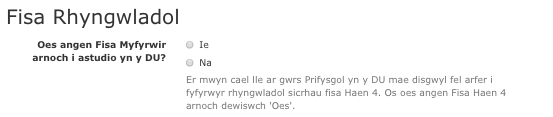 Fisa Rhyngwladol
Oes angen Fisa Myfyrwir
arnoch i astudio yn y DU?
Ie
Na
Er mwyn cael lle ar gwrs Prifysgol yn y DU mae disgwyl fel arfer i
fyfyrwyr rhyngwladol sicrhau fisa Haen 4. Os oes angen Fisa Haen 4
arnoch dewiswch 'Oes'.